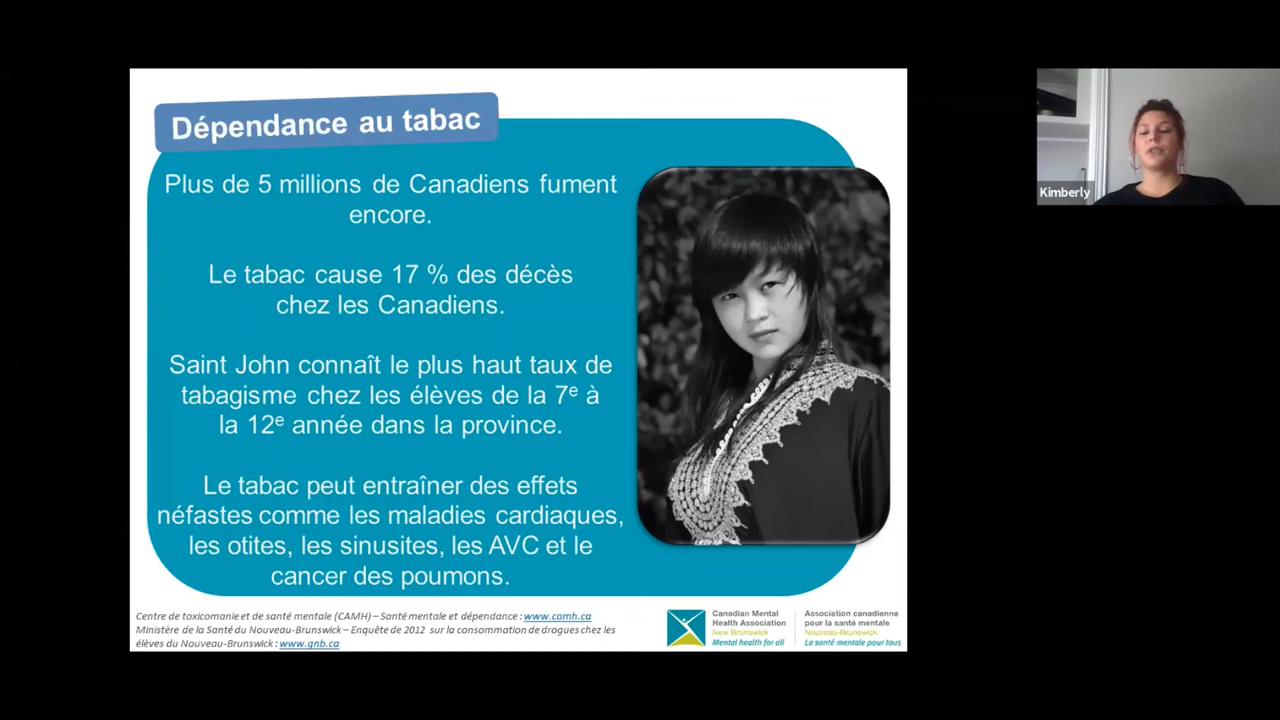 Dépendance au tabac
Plus de 5 millions de Canadiens fument
encore.
Le tabac cause 17 % des décès
chez les Canadiens.
Saint John connaît le plus haut taux de
tabagisme chez les élèves de la 7e à
la 12e année dans la province.
Le tabac peut entraîner des effets
néfastes comme les maladies cardiaques,
les otites, les sinusites, les AVC et le
cancer des poumons.
Centre de toxicomanie et de santé mentale (CAMH) – Santé mentale et dépendance : www.camh.ca
Ministère de la Santé du Nouveau-Brunswick – Enquête de 2012 sur la consommation de drogues chez les
élèves du Nouveau-Brunswick : www.gnb.ca
Canadian Mental
Health Association
New Brunswick
Mental health for all
Association canadienne
pour la santé mentale
Nouveau-Brunswick
La santé mentale pour tous
Kimberly